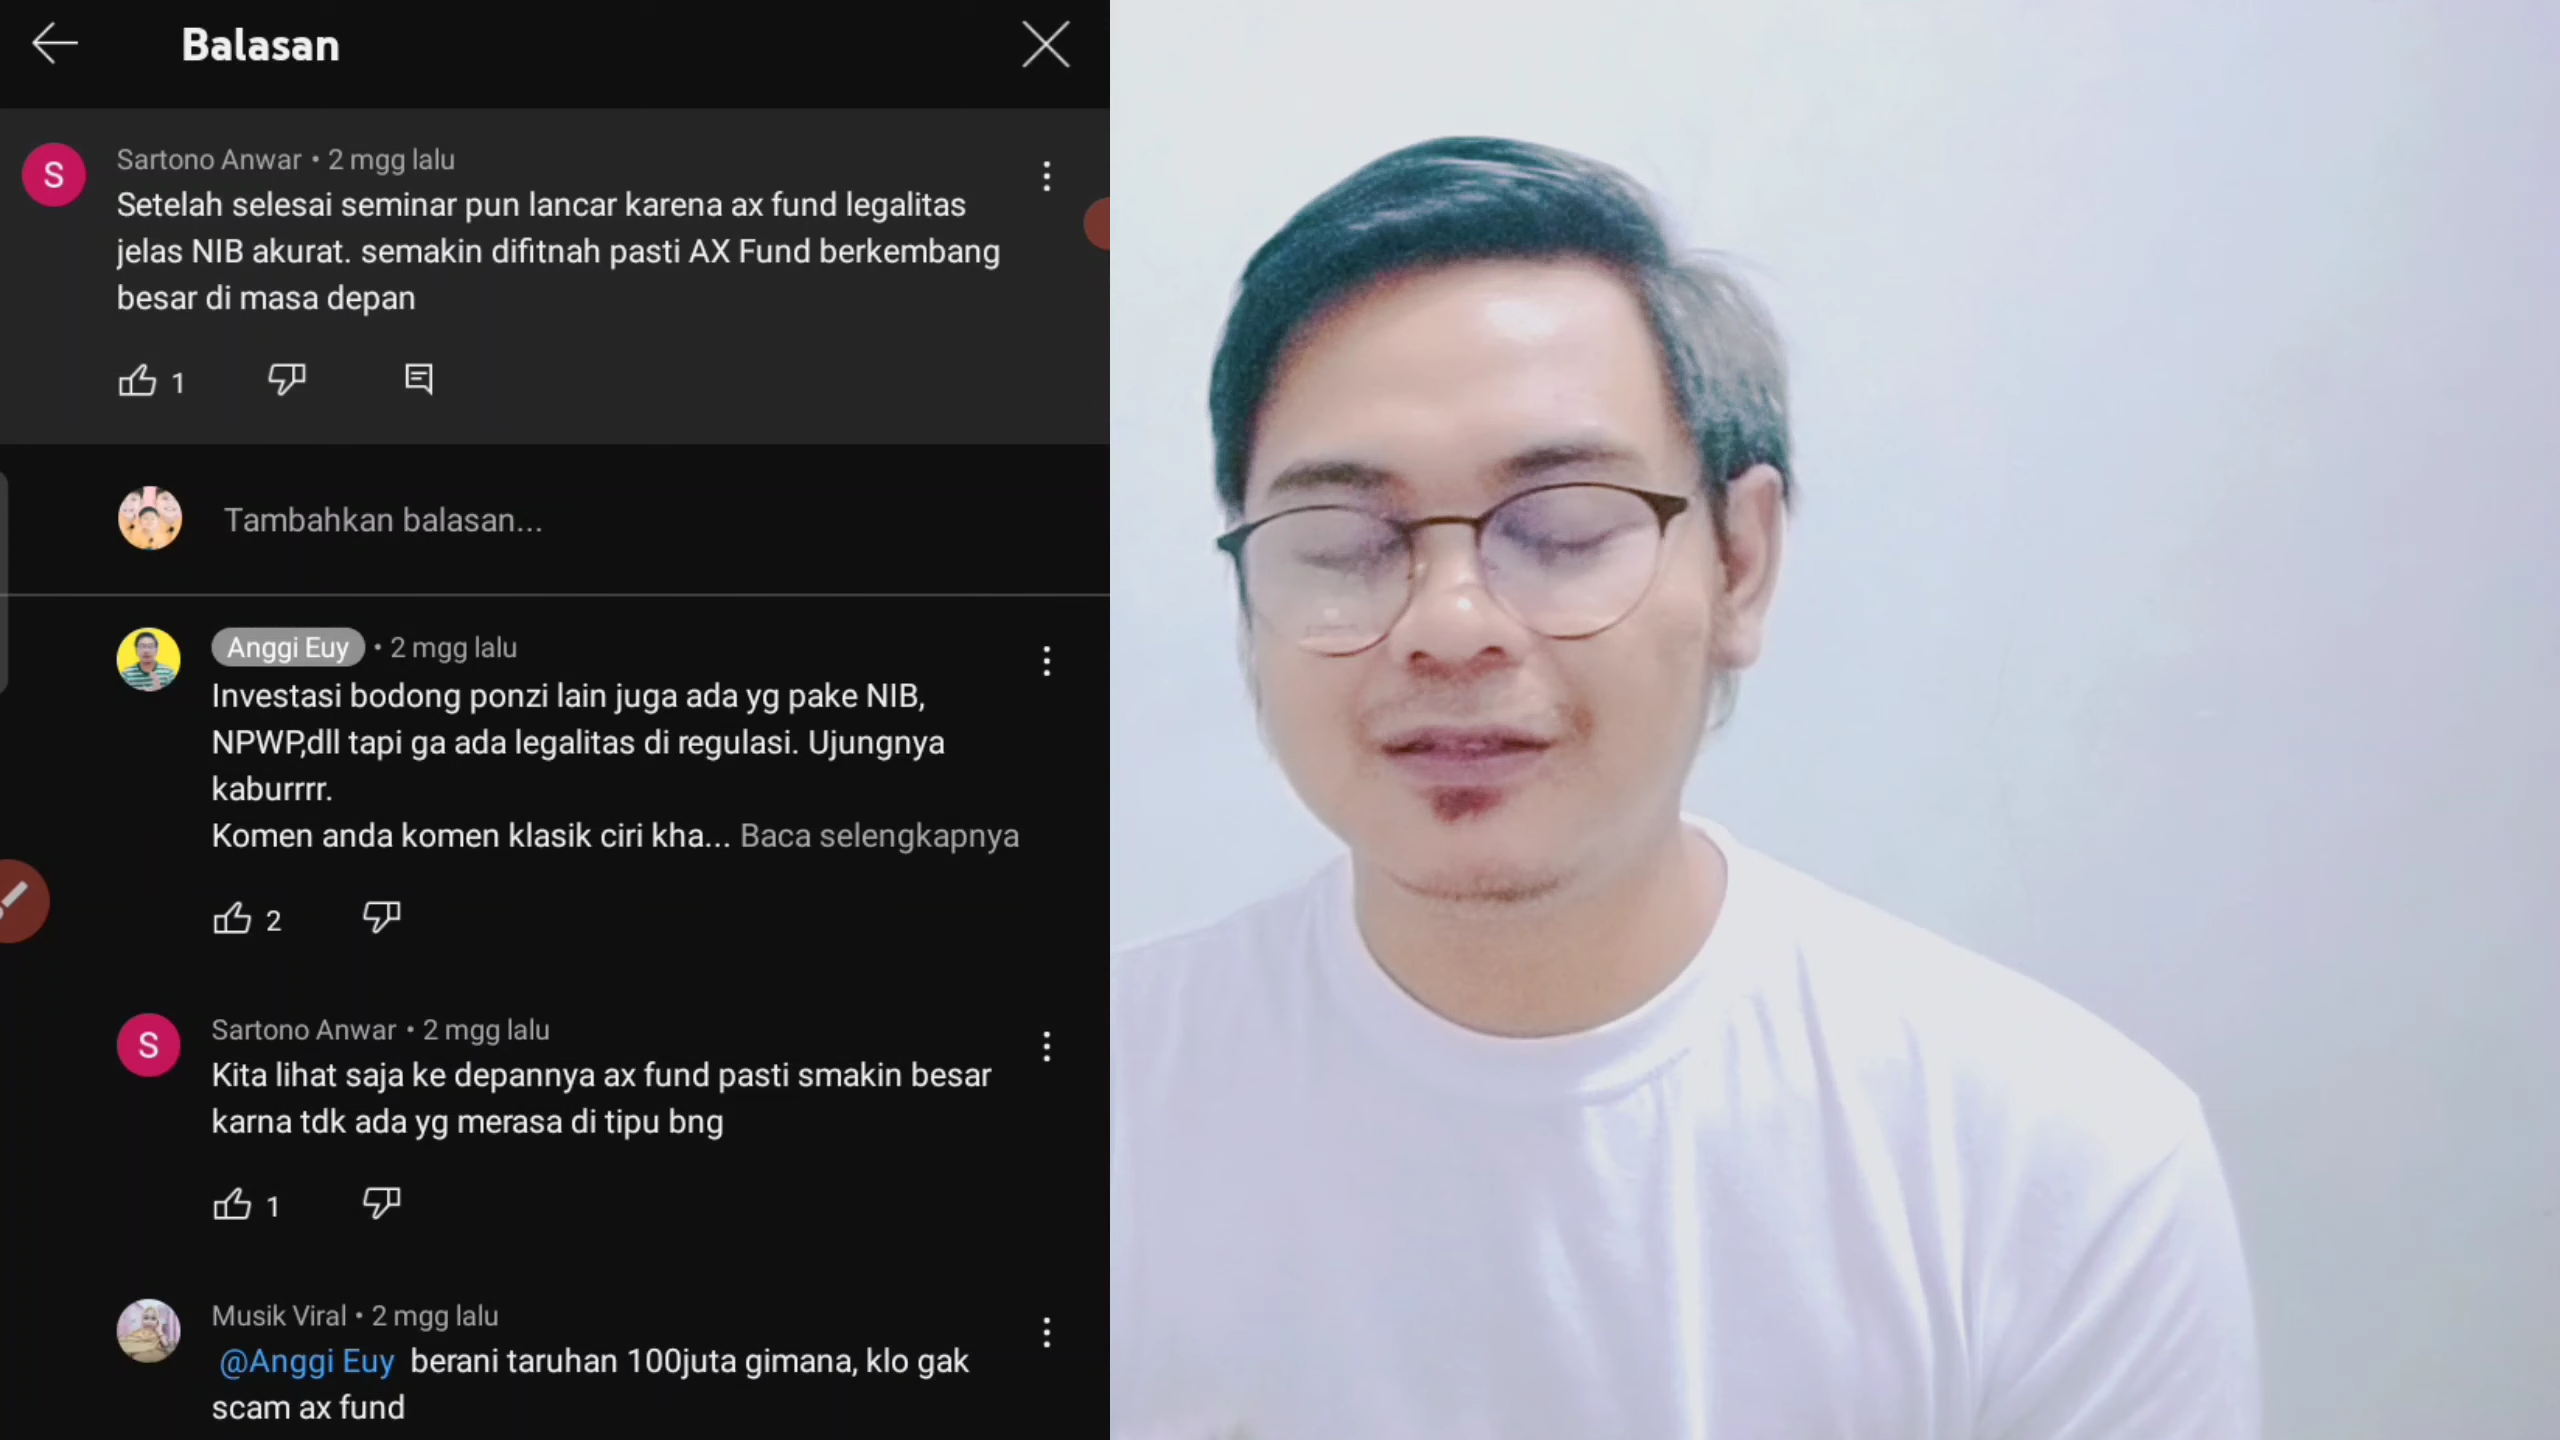 Balasan
S
Sartono Anwar • 2 mgg lalu
Setelah selesai seminar pun lancar karena ax fund legalitas
jelas NIB akurat. semakin difitnah pasti AX Fund berkembang
besar di masa depan
1
Tambahkan balasan...
Anggi Euy • 2 mgg lalu
Investasi bodong ponzi lain juga ada yg pake NIB,
NPWP,dll tapi ga ada legalitas di regulasi. Ujungnya
kaburrrr.
Komen anda komen klasik ciri kha... Baca selengkapnya
2
S
Sartono Anwar • 2 mgg lalu
Kita lihat saja ke depannya ax fund pasti smakin besar
karna tdk ada yg merasa di tipu bng
1
Musik Viral • 2 mgg lalu
@Anggi Euy berani taruhan 100juta gimana, klo gak
scam ax fund